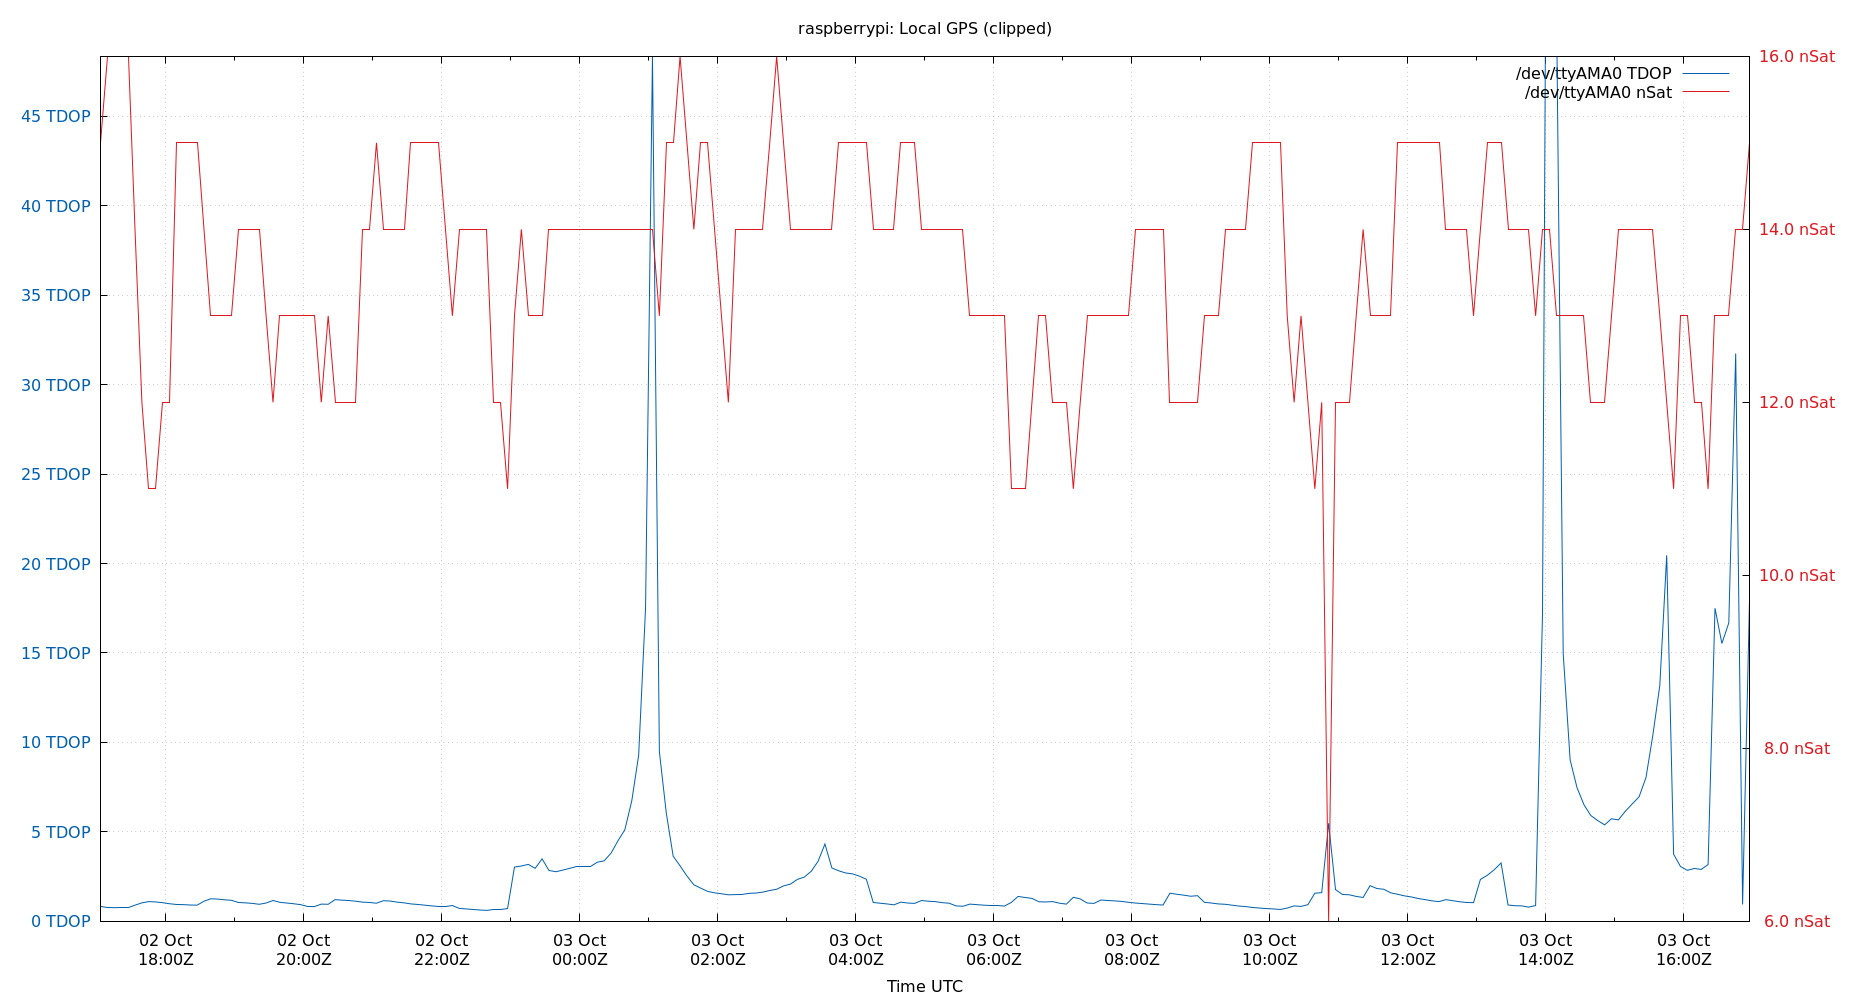 raspberrypi: Local GPS (clipped)
/dev/ttyAMA0 TDOP
/dev/ttyAMA0 nSat
45 TDOP
40 TDOP
35 TDOP
30 TDOP
25 TDOP
20 TDOP
15 TDOP
10 TDOP
5 TDOP
0 TDOP
16.0 nSat
14.0 nSat
12.0 nSat
10.0 nSat
8.0 nSat
6.0 nSat
02 Oct 02 Oct 02 Oct 03 Oct 03 Oct 03 Oct 03 Oct 03 Oct 03 Oct 03 Oct 03 Oct 03 Oct
18:00Z 20:00Z 22:00Z 00:00Z 02:00Z 04:00Z 06:00Z 08:00Z 10:00Z 12:00Z 14:00Z 16:00Z
Time UTC